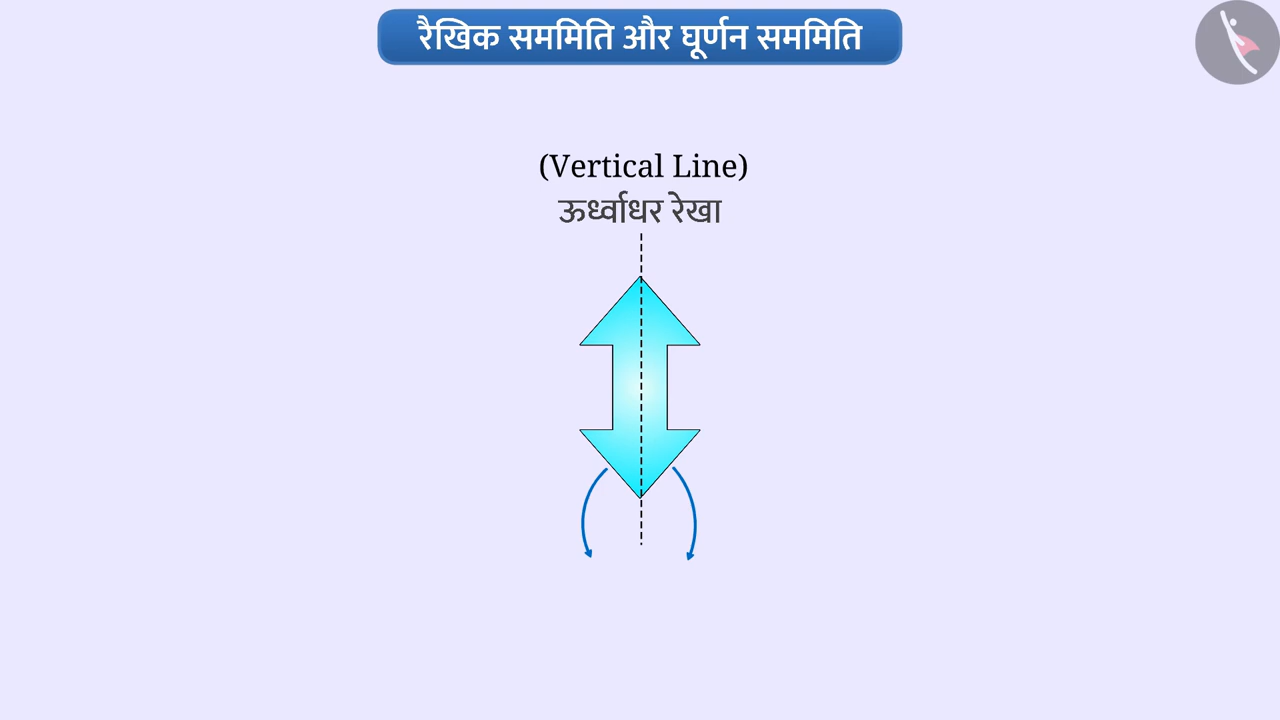 रैखिक सममिति और घूर्णन सममिति
(Vertical Line)
ऊर्ध्वाधर रेखा